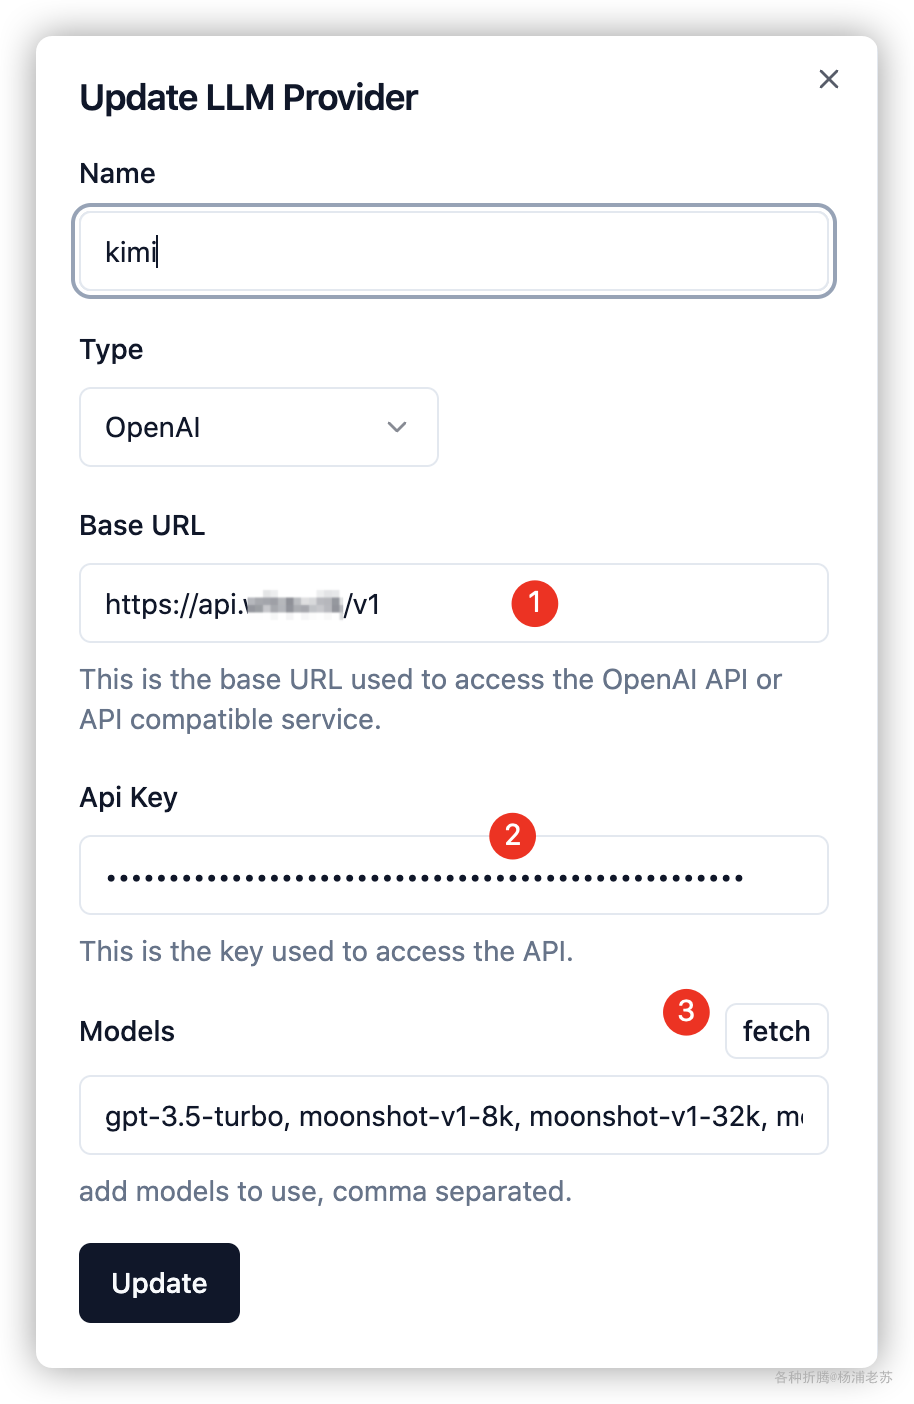 Update LLM Provider
Name
kimi
Type
OpenAI
Base URL
https://api. /v1
1
This is the base URL used to access the OpenAI API or
API compatible service.
Api Key
2
••••••••••••••••••••••••••••••••••••••••••••••••••
This is the key used to access the API.
Models
3
fetch
gpt-3.5-turbo, moonshot-v1-8k, moonshot-v1-32k,
add models to use, comma separated.
Update
各种折腾@杨浦老苏